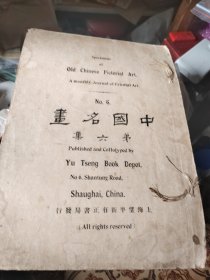 Specimens
of
Old Chinese Pictorial Art.
A monthly Journal of Oriental Art.
No. 6.
畫名國中
集六第
Published and Collotyped by
Yu Tseng Book Depot,
No 6. Shantung Road,
Shanghai, China.
行發局書正有新平望海上
( All rights reserved )